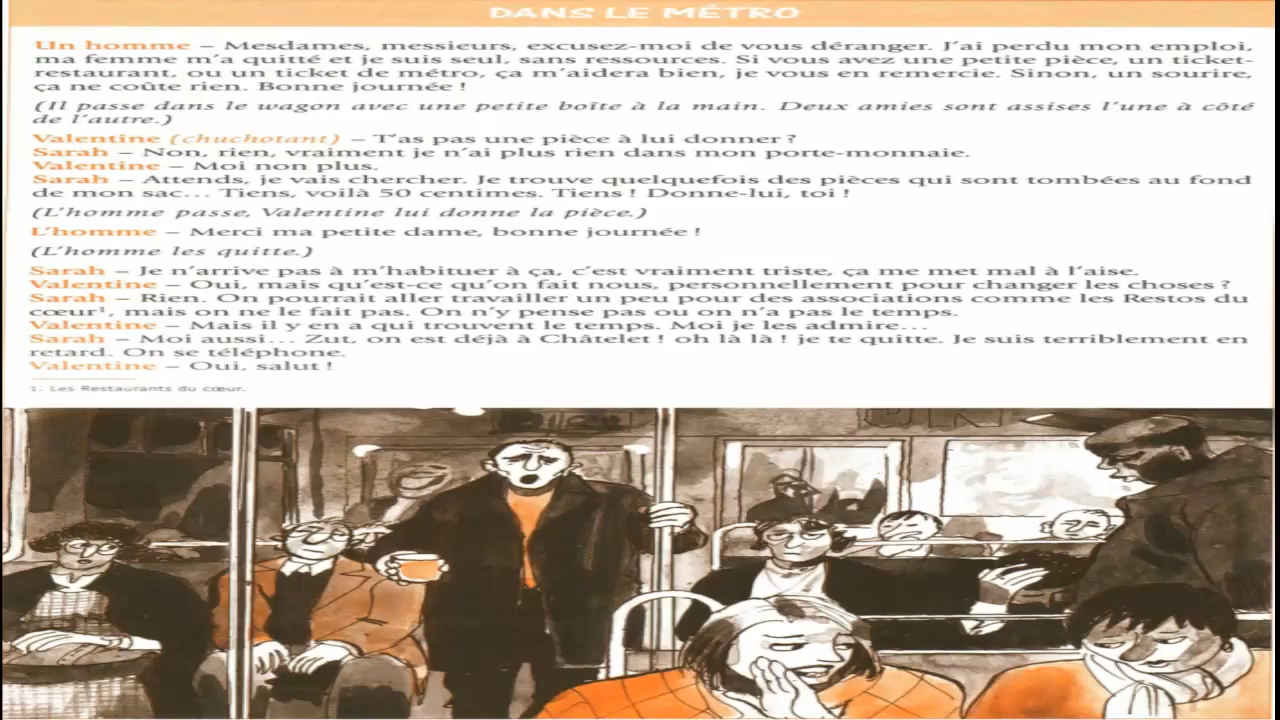 DANS LE MÉTRO
Un homme – Mesdames, messieurs, excusez-moi de vous déranger. J'ai perdu mon emploi,
ma femme m'a quitté et je suis seul, sans ressources. Si vous avez une petite pièce, un ticket-
restaurant, ou un ticket de métro, ça m'aidera bien, je vous en remercie. Sinon, un sourire,
ça ne coûte rien. Bonne journée !
(Il passe dans le wagon avec une petite boîte à la main. Deux amies sont assises l'une à côté
de l'autre.)
Valentine (chuchotant) – T'as pas une pièce à lui donner ?
Sarah – Non, rien, vraiment je n'ai plus rien dans mon porte-monnaie.
Valentine – Moi non plus.
Sarah – Attends, je vais chercher. Je trouve quelquefois des pièces qui sont tombées au fond
de mon sac... Tiens, voilà 50 centimes. Tiens ! Donne-lui, toi !
(L'homme passe, Valentine lui donne la pièce.)
L'homme – Merci ma petite dame, bonne journée !
(L'homme les quitte.)
Sarah – Je n'arrive pas à m'habituer à ça, c'est vraiment triste, ça me met mal à l'aise.
Valentine – Oui, mais qu'est-ce qu'on fait nous, personnellement pour changer les choses ?
Sarah – Rien. On pourrait aller travailler un peu pour des associations comme les Restos du
cœur¹, mais on ne le fait pas. On n'y pense pas ou on n'a pas le temps.
Valentine – Mais il y en a qui trouvent le temps. Moi je les admire...
Sarah – Moi aussi... Zut, on est déjà à Châtelet ! oh là là ! je te quitte. Je suis terriblement en
retard. On se téléphone.
Valentine – Oui, salut !
1. Les Restaurants du cœur.